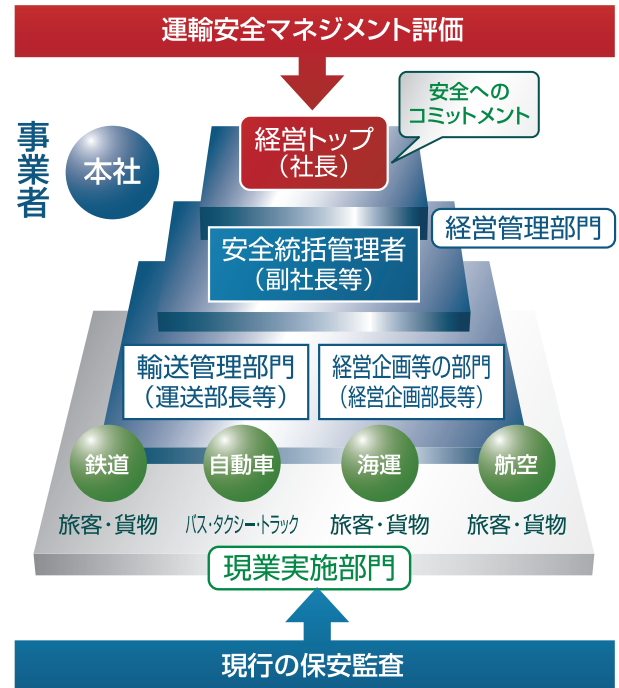 運輸安全マネジメント評価
安全への
コミットメント
経営トップ
（社長）
事業者
本社
経営管理部門
安全統括管理者
（副社長等）
輸送管理部門
（運送部長等）
経営企画等の部門
（経営企画部長等）
鉄道
自動車
海運
航空
旅客・貨物
バス・タクシー・トラック
旅客・貨物
旅客・貨物
現業実施部門
現行の保安監査